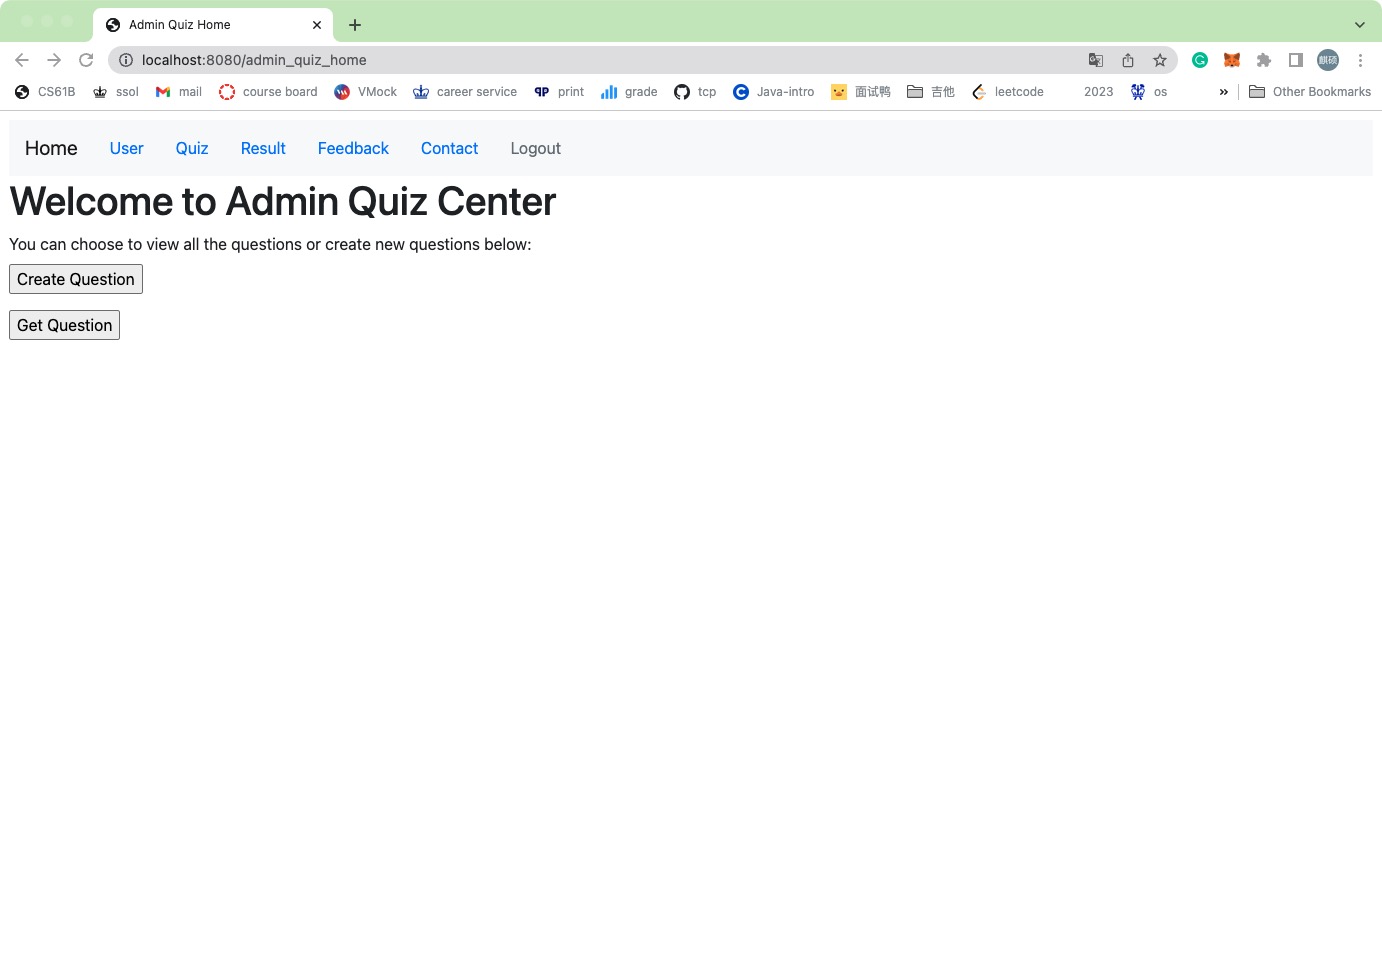 Admin Quiz Home
localhost:8080/admin_quiz_home
CS61B ssol mail course board VMock career service print grade tcp Java-intro 面试鸭 吉他 leetcode 2023 os » Other Bookmarks
Home User Quiz Result Feedback Contact Logout
Welcome to Admin Quiz Center
You can choose to view all the questions or create new questions below:
Create Question
Get Question